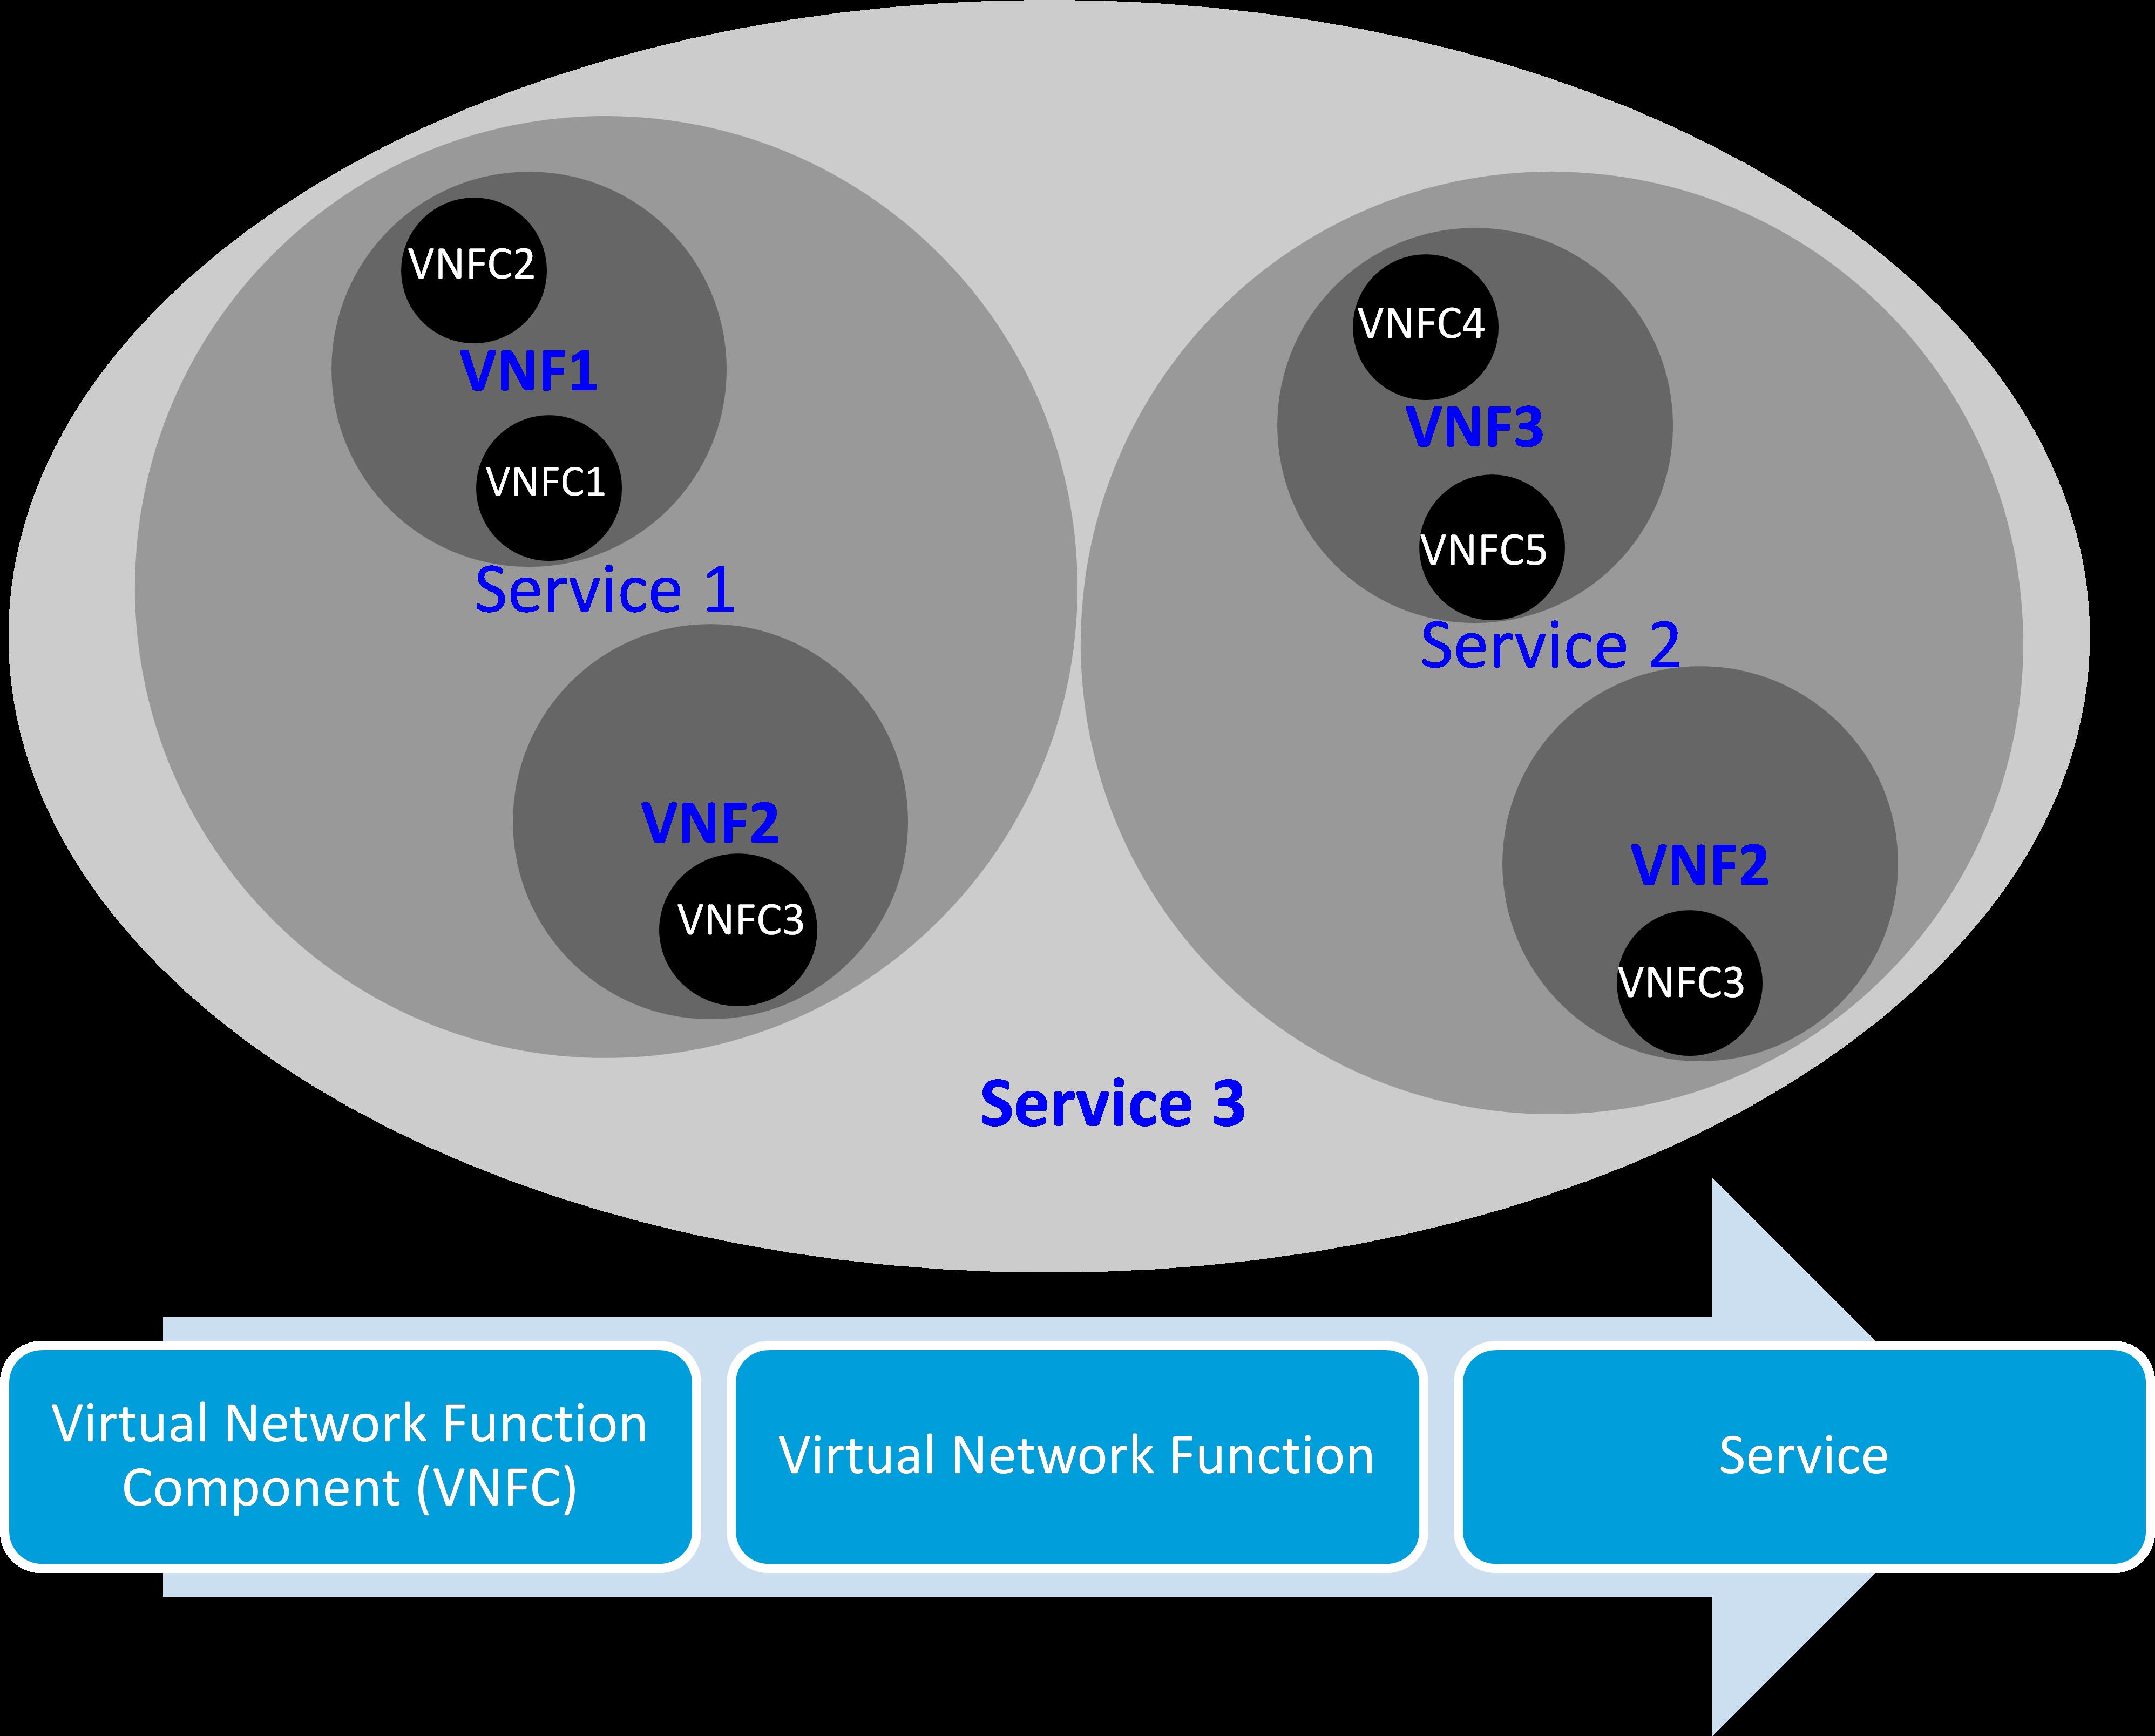 VNFC2
VNF1
VNFC1
Service 1
VNF2
VNFC3
VNFC4
VNF3
VNFC5
Service 2
VNF2
VNFC3
Service 3
Virtual Network Function
Component (VNFC)
Virtual Network Function
Service